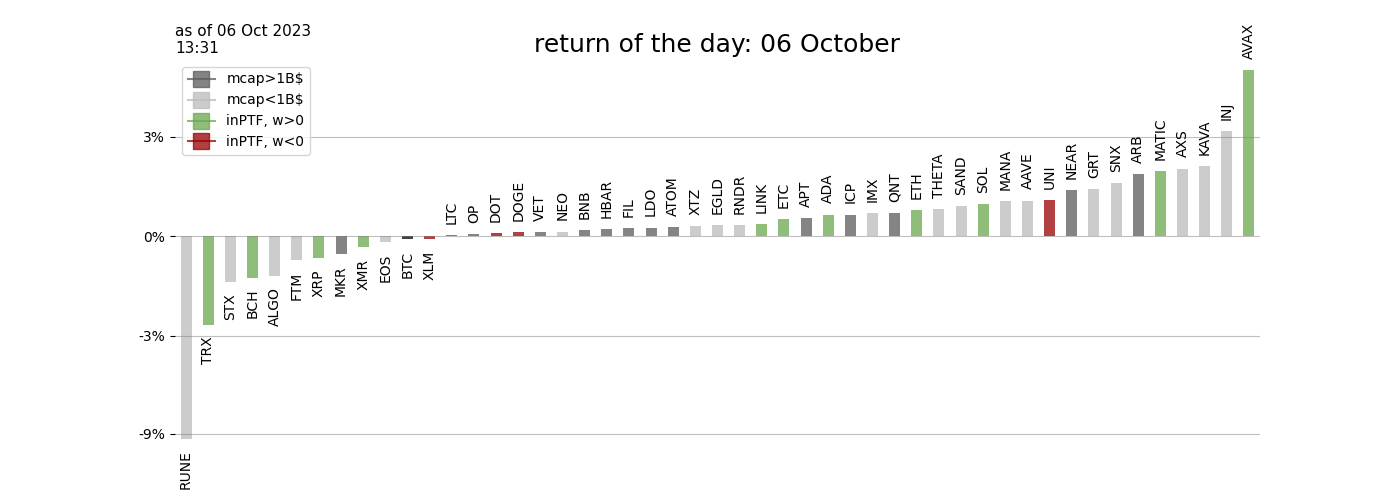 as of 06 Oct 2023
13:31
return of the day: 06 October
mcap>1B$
mcap<1B$
inPTF, w>0
inPTF, w<0
3%
0%
-3%
-9%
RUNE
TRX
STX
BCH
ALGO
FTM
XRP
MKR
XMR
EOS
BTC
XLM
LTC
OP
DOT
DOGE
VET
NEO
BNB
HBAR
FIL
LDO
ATOM
XTZ
EGLD
RNDR
LINK
ETC
APT
ADA
ICP
IMX
QNT
ETH
THETA
SAND
SOL
MANA
AAVE
UNI
NEAR
GRT
SNX
ARB
MATIC
AXS
KAVA
INJ
AVAX